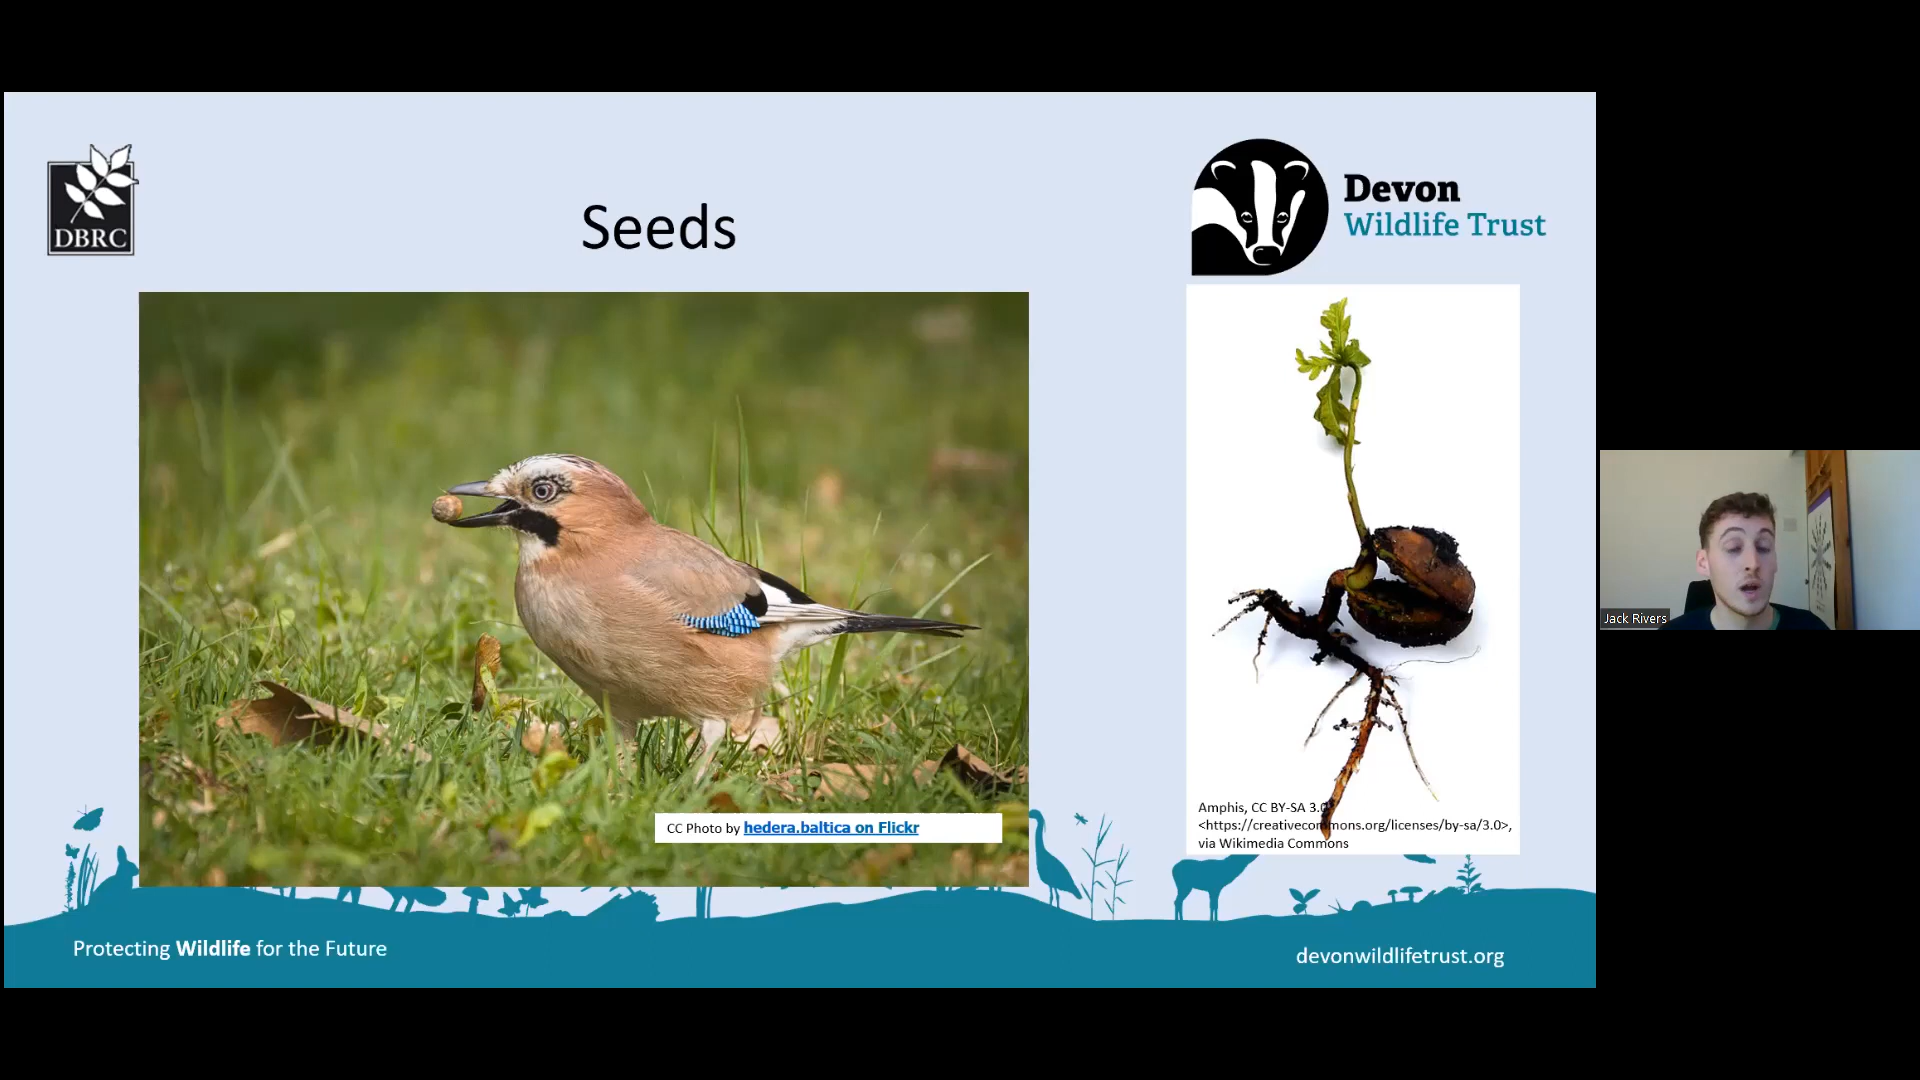 DBRC
Seeds
Devon
Wildlife Trust
CC Photo by hedera.baltica on Flickr
Amphis, CC BY-SA 3.0
<https://creativecommons.org/licenses/by-sa/3.0>,
via Wikimedia Commons
Jack Rivers
Protecting Wildlife for the Future
devonwildlifetrust.org